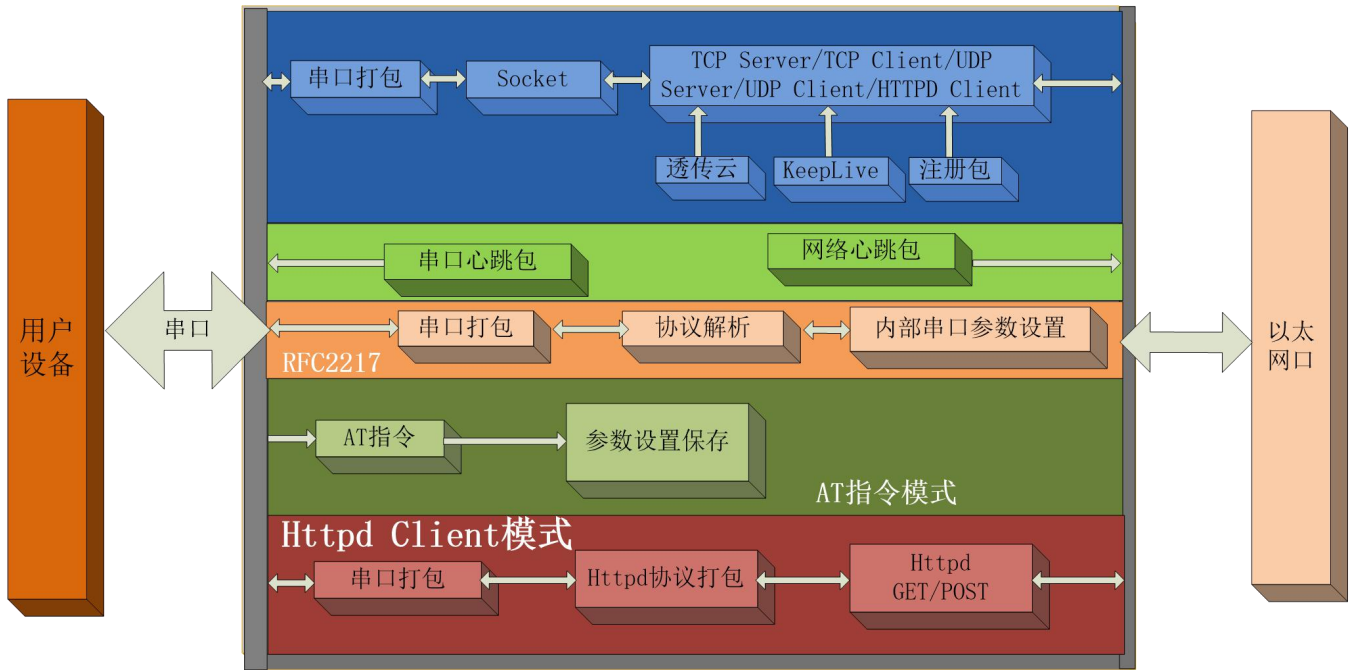 串口打包
Socket
TCP Server/TCP Client/UDP
Server/UDP Client/HTTPD Client
透传云
KeepLive
注册包
串口心跳包
网络心跳包
用户
设备
串口
串口打包
协议解析
内部串口参数设置
RFC2217
以太
网口
AT指令
参数设置保存
AT指令模式
Httpd Client模式
串口打包
Httpd协议打包
Httpd
GET/POST